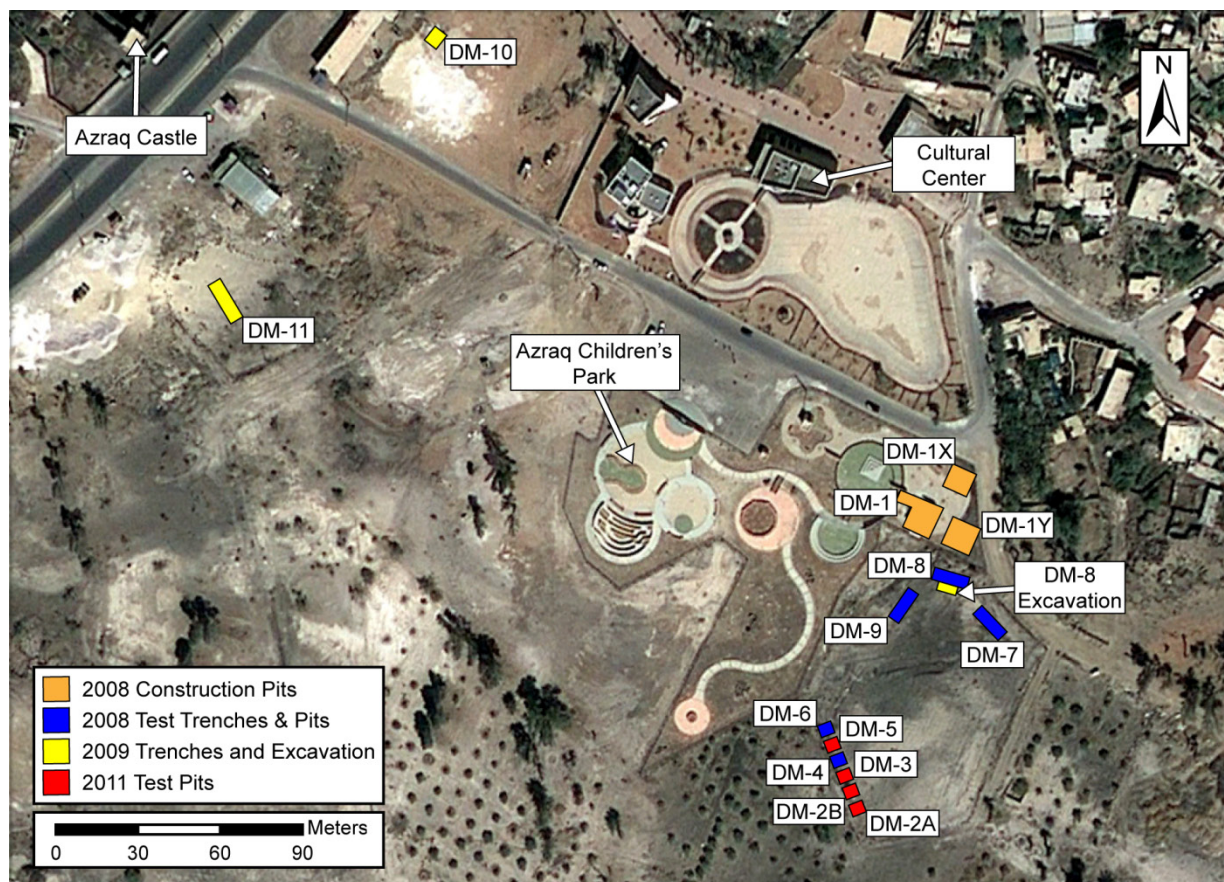 DM-10
N
Azraq Castle
Cultural
Center
DM-11
Azraq Children's
Park
DM-1X
DM-1
DM-1Y
DM-8
DM-8
Excavation
DM-9
DM-7
DM-6
DM-5
DM-4
DM-3
DM-2B
DM-2A
2008 Construction Pits
2008 Test Trenches & Pits
2009 Trenches and Excavation
2011 Test Pits
Meters
0 30 60 90